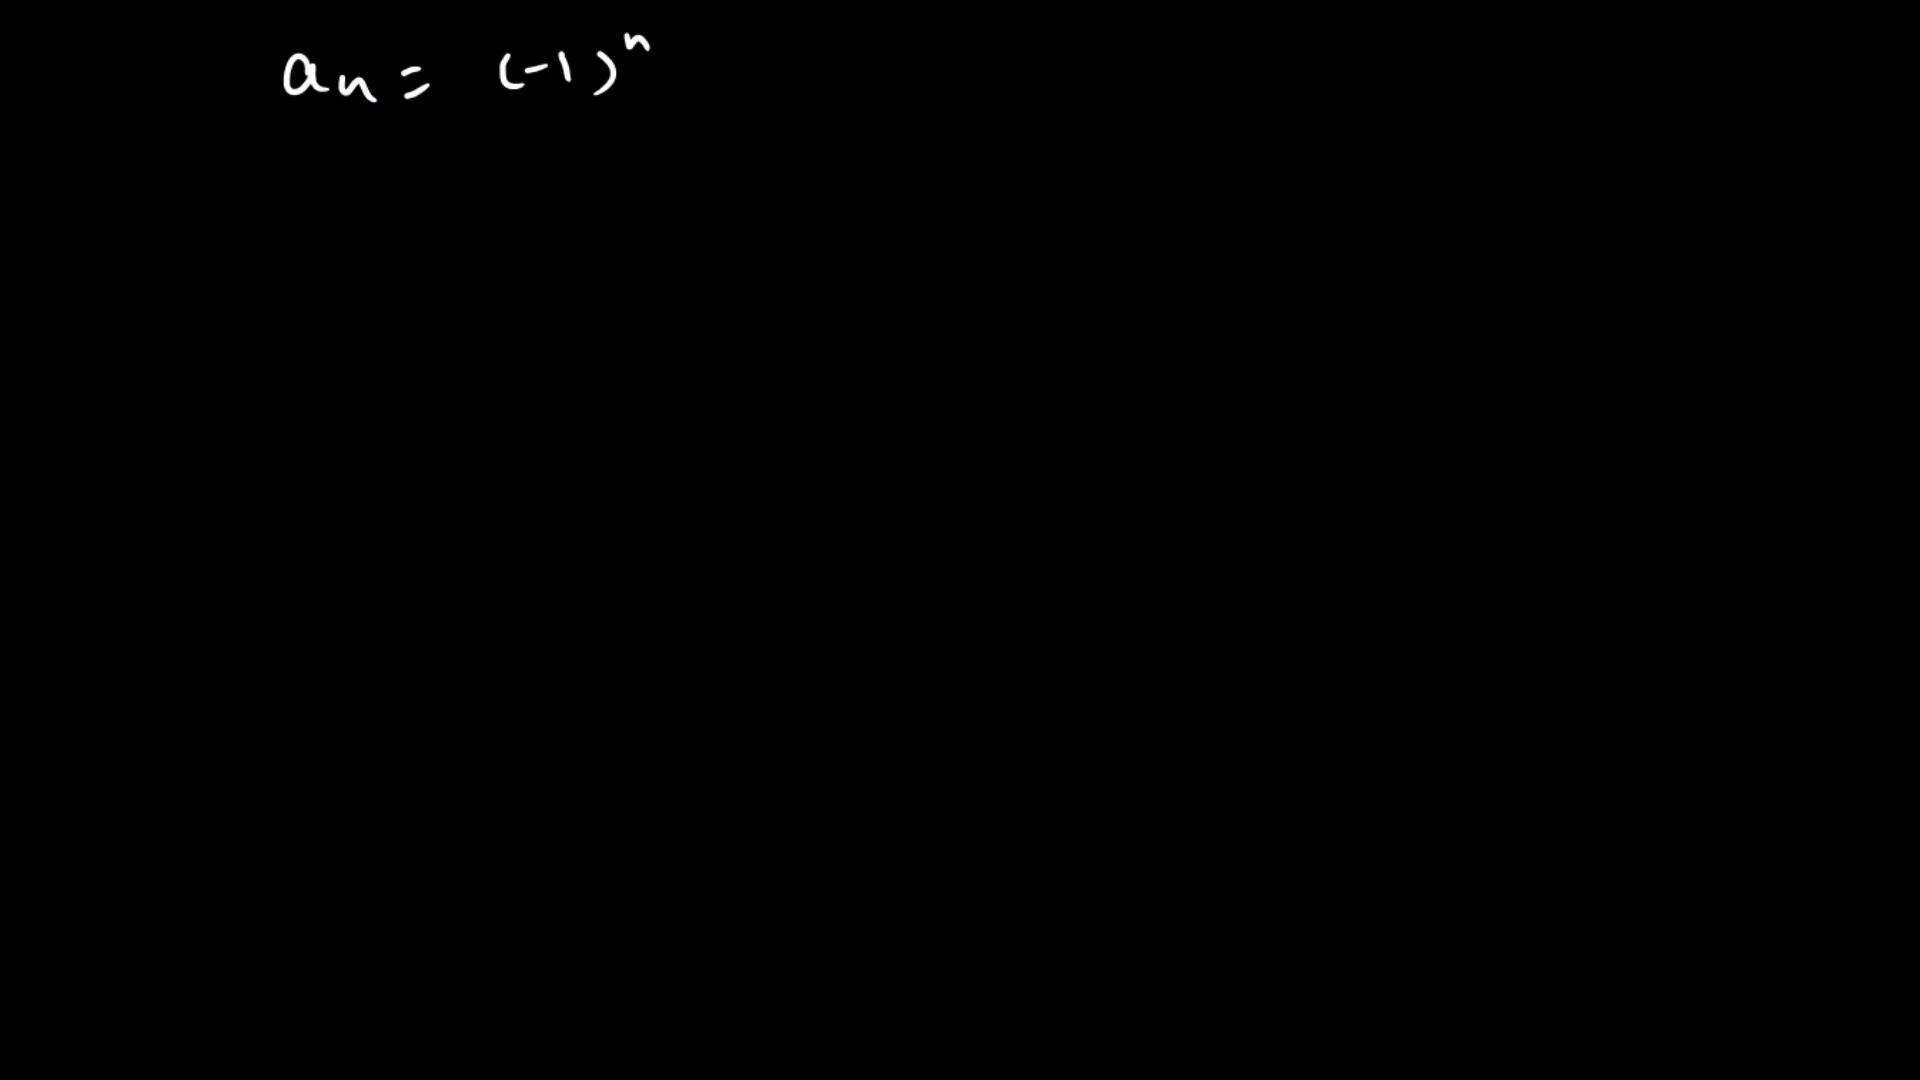 aₙ = (-1)ⁿ